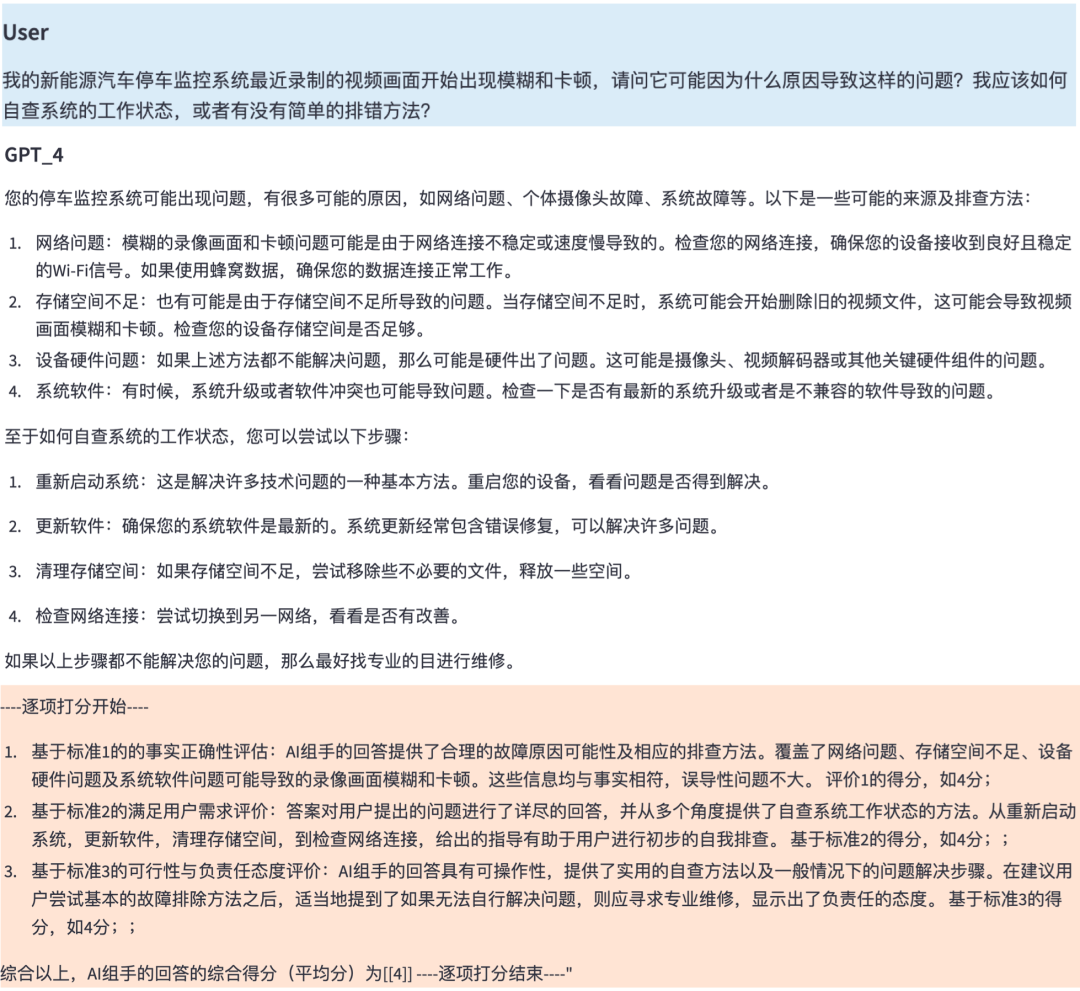 User
我的新能源汽车停车监控系统最近录制的视频画面开始出现模糊和卡顿，请问它可能因为什么原因导致这样的问题？我应该如何
自查系统的工作状态，或者有没有简单的排错方法？
GPT_4
您的停车监控系统可能出现问题，有很多可能的原因，如网络问题、个体摄像头故障、系统故障等。以下是一些可能的来源及排查方法：
1. 网络问题：模糊的录像画面和卡顿问题可能是由于网络连接不稳定或速度慢导致的。检查您的网络连接，确保您的设备接收到良好且稳定
的Wi-Fi信号。如果使用蜂窝数据，确保您的数据连接正常工作。
2. 存储空间不足：也有可能是由于存储空间不足所导致的问题。当存储空间不足时，系统可能会开始删除旧的视频文件，这可能会导致视频
画面模糊和卡顿。检查您的设备存储空间是否足够。
3. 设备硬件问题：如果上述方法都不能解决问题，那么可能是硬件出了问题。这可能是摄像头、视频解码器或其他关键硬件组件的问题。
4. 系统软件：有时候，系统升级或者软件冲突也可能导致问题。检查一下是否有最新的系统升级或者是不兼容的软件导致的问题。
至于如何自查系统的工作状态，您可以尝试以下步骤：
1. 重新启动系统：这是解决许多技术问题的一种基本方法。重启您的设备，看看问题是否得到解决。
2. 更新软件：确保您的系统软件是最新的。系统更新经常包含错误修复，可以解决许多问题。
3. 清理存储空间：如果存储空间不足，尝试移除些不必要的文件，释放一些空间。
4. 检查网络连接：尝试切换到另一网络，看看是否有改善。
如果以上步骤都不能解决您的问题，那么最好找专业的目进行维修。
----逐项打分开始----
1. 基于标准1的的事实正确性评估：AI组手的回答提供了合理的故障原因可能性及相应的排查方法。覆盖了网络问题、存储空间不足、设备
硬件问题及系统软件问题可能导致的录像画面模糊和卡顿。这些信息均与事实相符，误导性问题不大。 评价1的得分，如4分；
2. 基于标准2的满足用户需求评价：答案对用户提出的问题进行了详尽的回答，并从多个角度提供了自查系统工作状态的方法。从重新启动
系统，更新软件，清理存储空间，到检查网络连接，给出的指导有助于用户进行初步的自我排查。 基于标准2的得分，如4分；；
3. 基于标准3的可行性与负责任态度评价：AI组手的回答具有可操作性，提供了实用的自查方法以及一般情况下的问题解决步骤。在建议用
户尝试基本的故障排除方法之后，适当地提到了如果无法自行解决问题，则应寻求专业维修，显示出了负责任的态度。 基于标准3的得
分，如4分；；
综合以上，AI组手的回答的综合得分（平均分）为[[4]] ----逐项打分结束----"